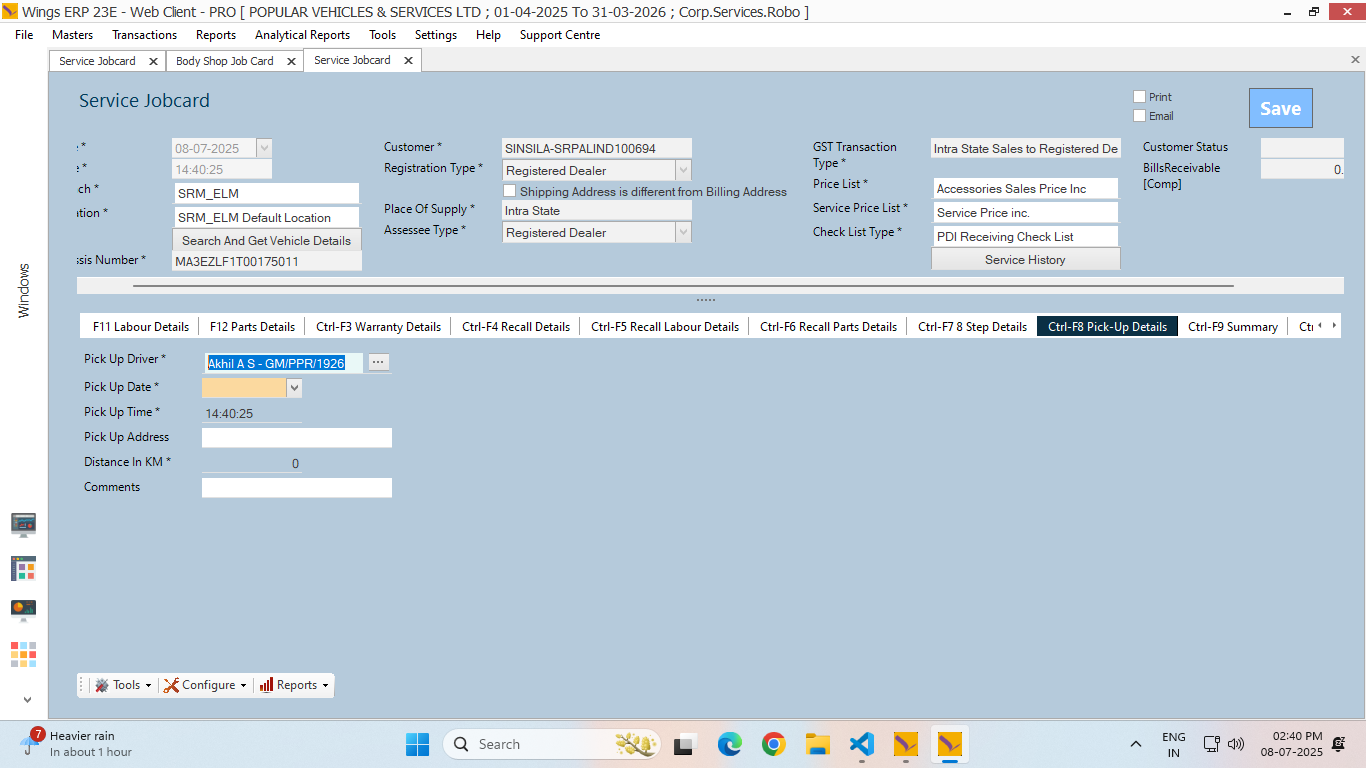 Wings ERP 23E - Web Client - PRO [ POPULAR VEHICLES & SERVICES LTD ; 01-04-2025 To 31-03-2026 ; Corp.Services.Robo ]
File Masters Transactions Reports Analytical Reports Tools Settings Help Support Centre
Service Jobcard Body Shop Job Card Service Jobcard
Service Jobcard
Print
Email
Save
* 08-07-2025 Customer * SINSILA-SRPALIND100694 GST Transaction Type * Intra State Sales to Registered De Customer Status
* 14:40:25 Registration Type * Registered Dealer BillsReceivable [Comp] 0.
ch * SRM_ELM Shipping Address is different from Billing Address Price List * Accessories Sales Price Inc
ation * SRM_ELM Default Location Place Of Supply * Intra State Service Price List * Service Price inc.
Search And Get Vehicle Details Assessee Type * Registered Dealer Check List Type * PDI Receiving Check List
ssis Number * MA3EZLF1T00175011 Service History
Windows
F11 Labour Details F12 Parts Details Ctrl-F3 Warranty Details Ctrl-F4 Recall Details Ctrl-F5 Recall Labour Details Ctrl-F6 Recall Parts Details Ctrl-F7 8 Step Details Ctrl-F8 Pick-Up Details Ctrl-F9 Summary Ct
Pick Up Driver * Akhil A S - GM/PPR/1926 ...
Pick Up Date *
Pick Up Time * 14:40:25
Pick Up Address
Distance In KM * 0
Comments
Tools Configure Reports
7 Heavier rain
In about 1 hour
Search
ENG
IN
02:40 PM
08-07-2025